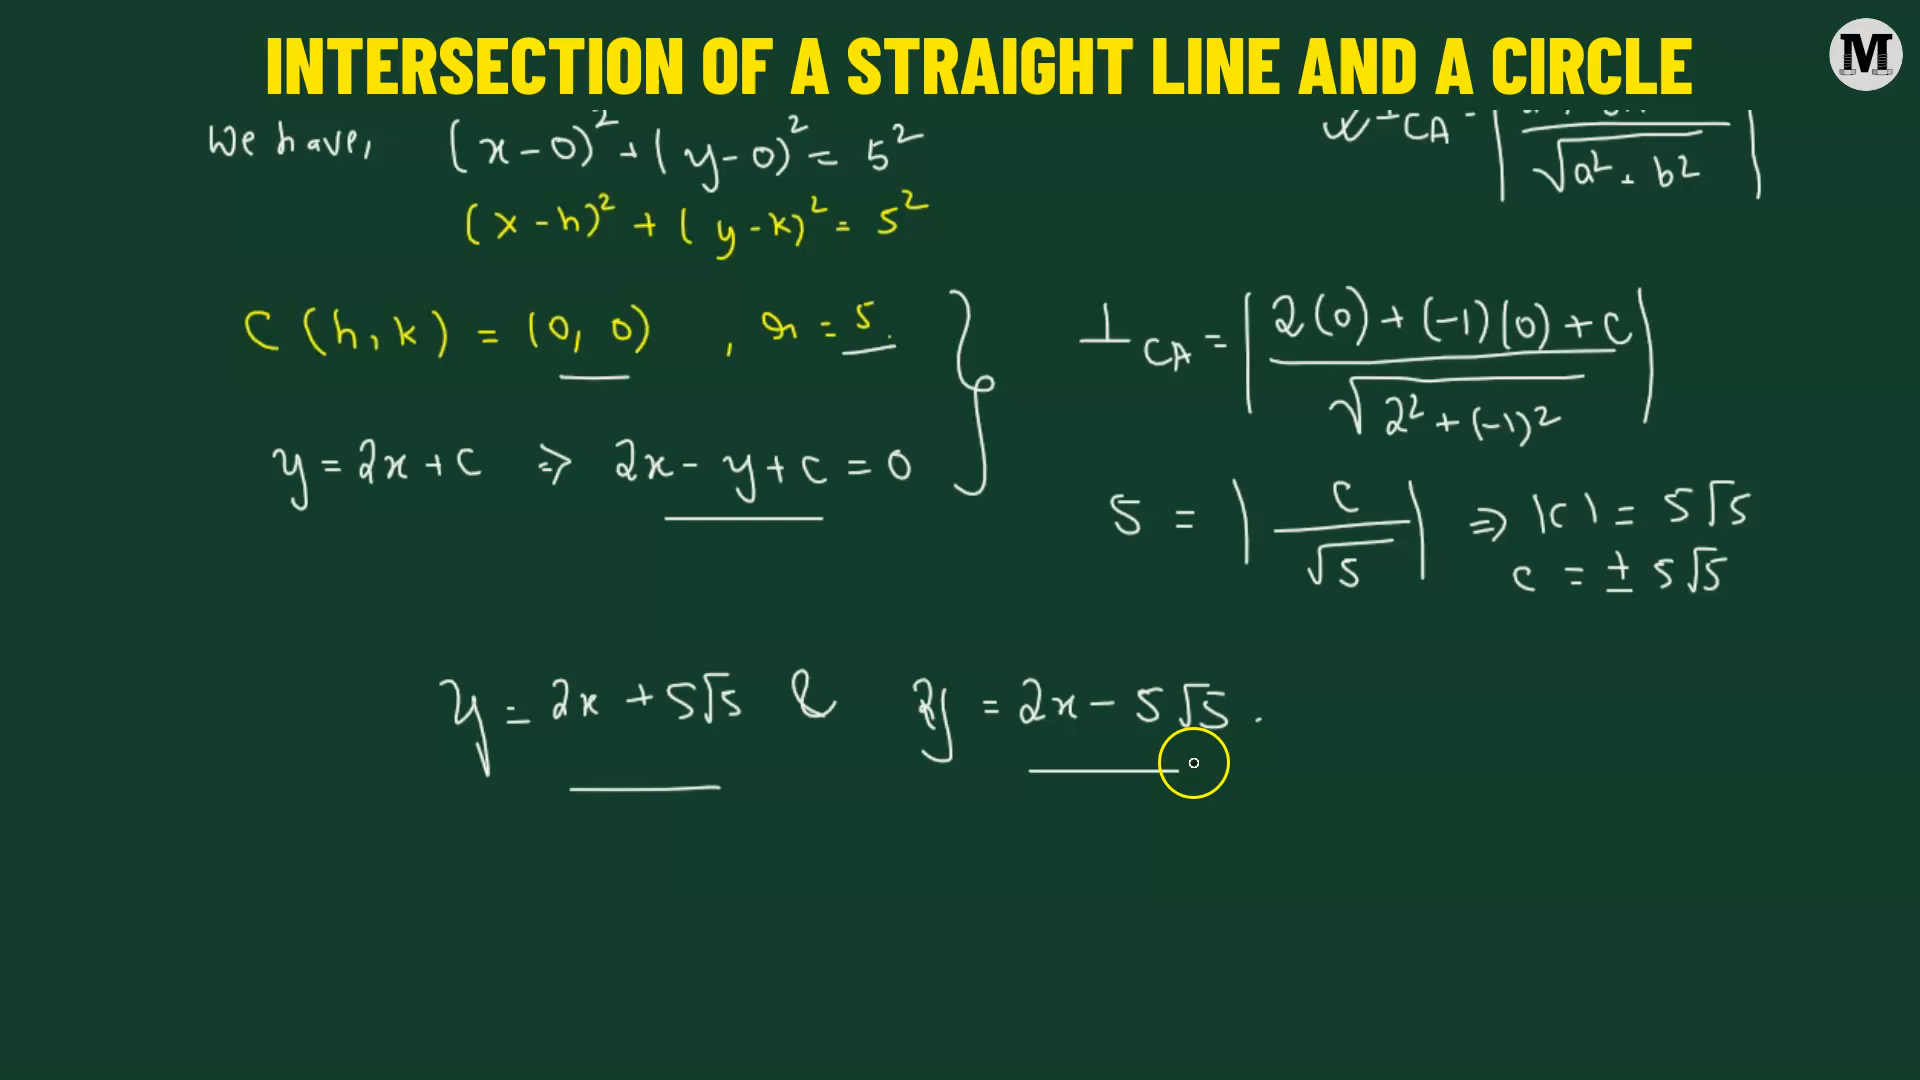 INTERSECTION OF A STRAIGHT LINE AND A CIRCLE
M
We have, (x-0)² + (y-0)² = 5²
(x-h)² + (y-k)² = 5²
C(h,k) = (0,0), r = 5.
y = 2x+c ⇒ 2x-y+c = 0
⊥CA = | / √a²+b² |
⊥CA = | 2(0)+(-1)(0)+c / √2²+(-1)² |
5 = | c / √5 | ⇒ |c| = 5√5
c = ± 5√5
y = 2x + 5√5 & y = 2x - 5√5.